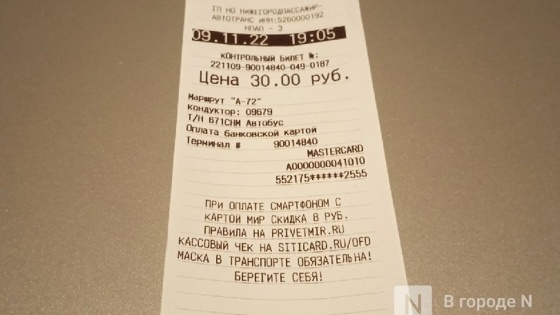 ГП НО НИЖЕГОРОДПАССАЖИР-
АВТОТРАНС ИНН:5260000192
НПАП - 3
09.11.22 19:05
КОНТРОЛЬНЫЙ БИЛЕТ №:
221109-90014840-049-0187
Цена 30.00 руб.
Маршрут "А-72"
Кондуктор: 09679
Т/Н В71СНМ Автобус
Оплата банковской картой
Терминал # 90014840
MASTERCARD
A0000000041010
552175******2555
ПРИ ОПЛАТЕ СМАРТФОНОМ С
КАРТОЙ МИР СКИДКА 8 РУБ.
ПРАВИЛА НА PRIVETMIR.RU
КАССОВЫЙ ЧЕК НА SITICARD.RU/OFD
МАСКА В ТРАНСПОРТЕ ОБЯЗАТЕЛЬНА!
БЕРЕГИТЕ СЕБЯ!
N В городе N